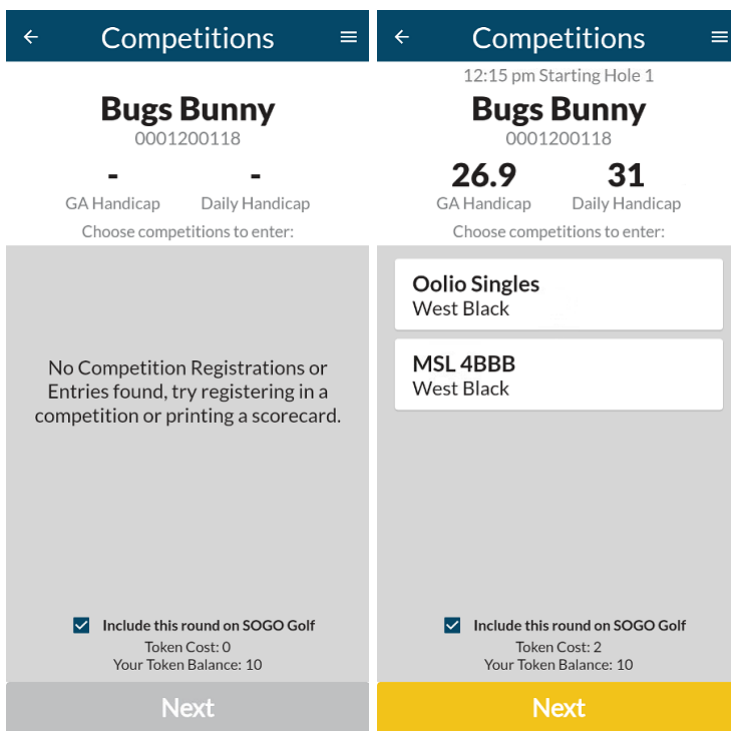 Competitions
Bugs Bunny
0001200118
- -
GA Handicap Daily Handicap
Choose competitions to enter:
No Competition Registrations or
Entries found, try registering in a
competition or printing a scorecard.
Include this round on SOGO Golf
Token Cost: 0
Your Token Balance: 10
Next
Competitions
12:15 pm Starting Hole 1
Bugs Bunny
0001200118
26.9 31
GA Handicap Daily Handicap
Choose competitions to enter:
Oolio Singles
West Black
MSL 4BBB
West Black
Include this round on SOGO Golf
Token Cost: 2
Your Token Balance: 10
Next